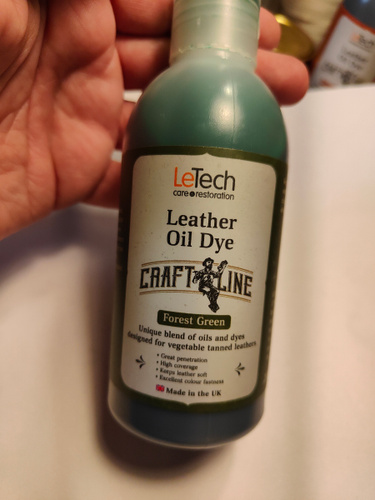 LeTech
care●restoration
Leather
Oil Dye
CRAFT LINE
Forest Green
Unique blend of oils and dyes
designed for vegetable tanned leathers
• Great penetration
• High coverage
• Keeps leather soft
• Excellent colour fastness
Made in the UK
LeTech